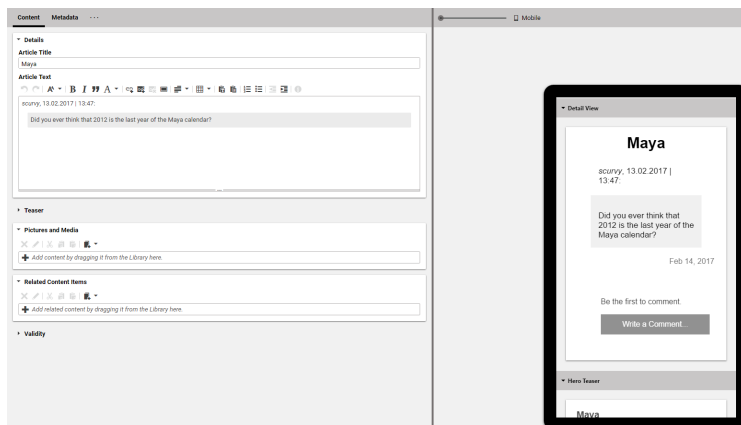 Content Metadata ···
Mobile
Details
Article Title
Maya
Article Text
scurvy, 13.02.2017 | 13:47:
Did you ever think that 2012 is the last year of the Maya calendar?
Teaser
Pictures and Media
Add content by dragging it from the Library here.
Related Content Items
Add related content by dragging it from the Library here.
Validity
Detail View
Maya
scurvy, 13.02.2017 |
13:47:
Did you ever think that
2012 is the last year of the
Maya calendar?
Feb 14, 2017
Be the first to comment.
Write a Comment...
Hero Teaser
Maya